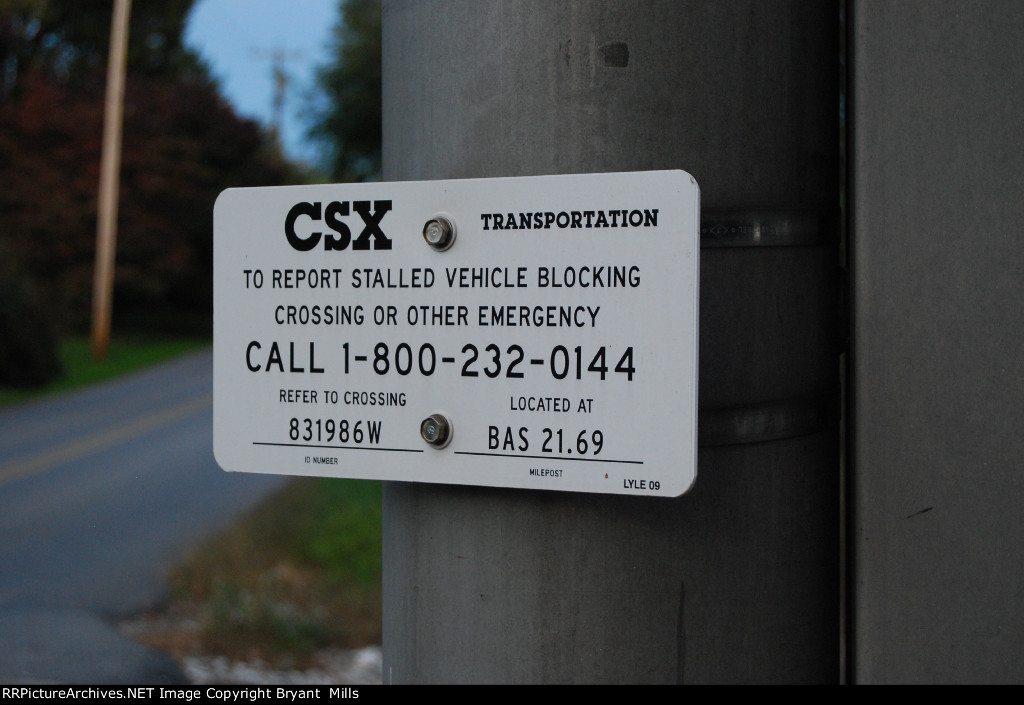 CSX TRANSPORTATION
TO REPORT STALLED VEHICLE BLOCKING
CROSSING OR OTHER EMERGENCY
CALL 1-800-232-0144
REFER TO CROSSING
831986W
ID NUMBER
LOCATED AT
BAS 21.69
MILEPOST
LYLE 09
RRPictureArchives.NET Image Copyright Bryant Mills